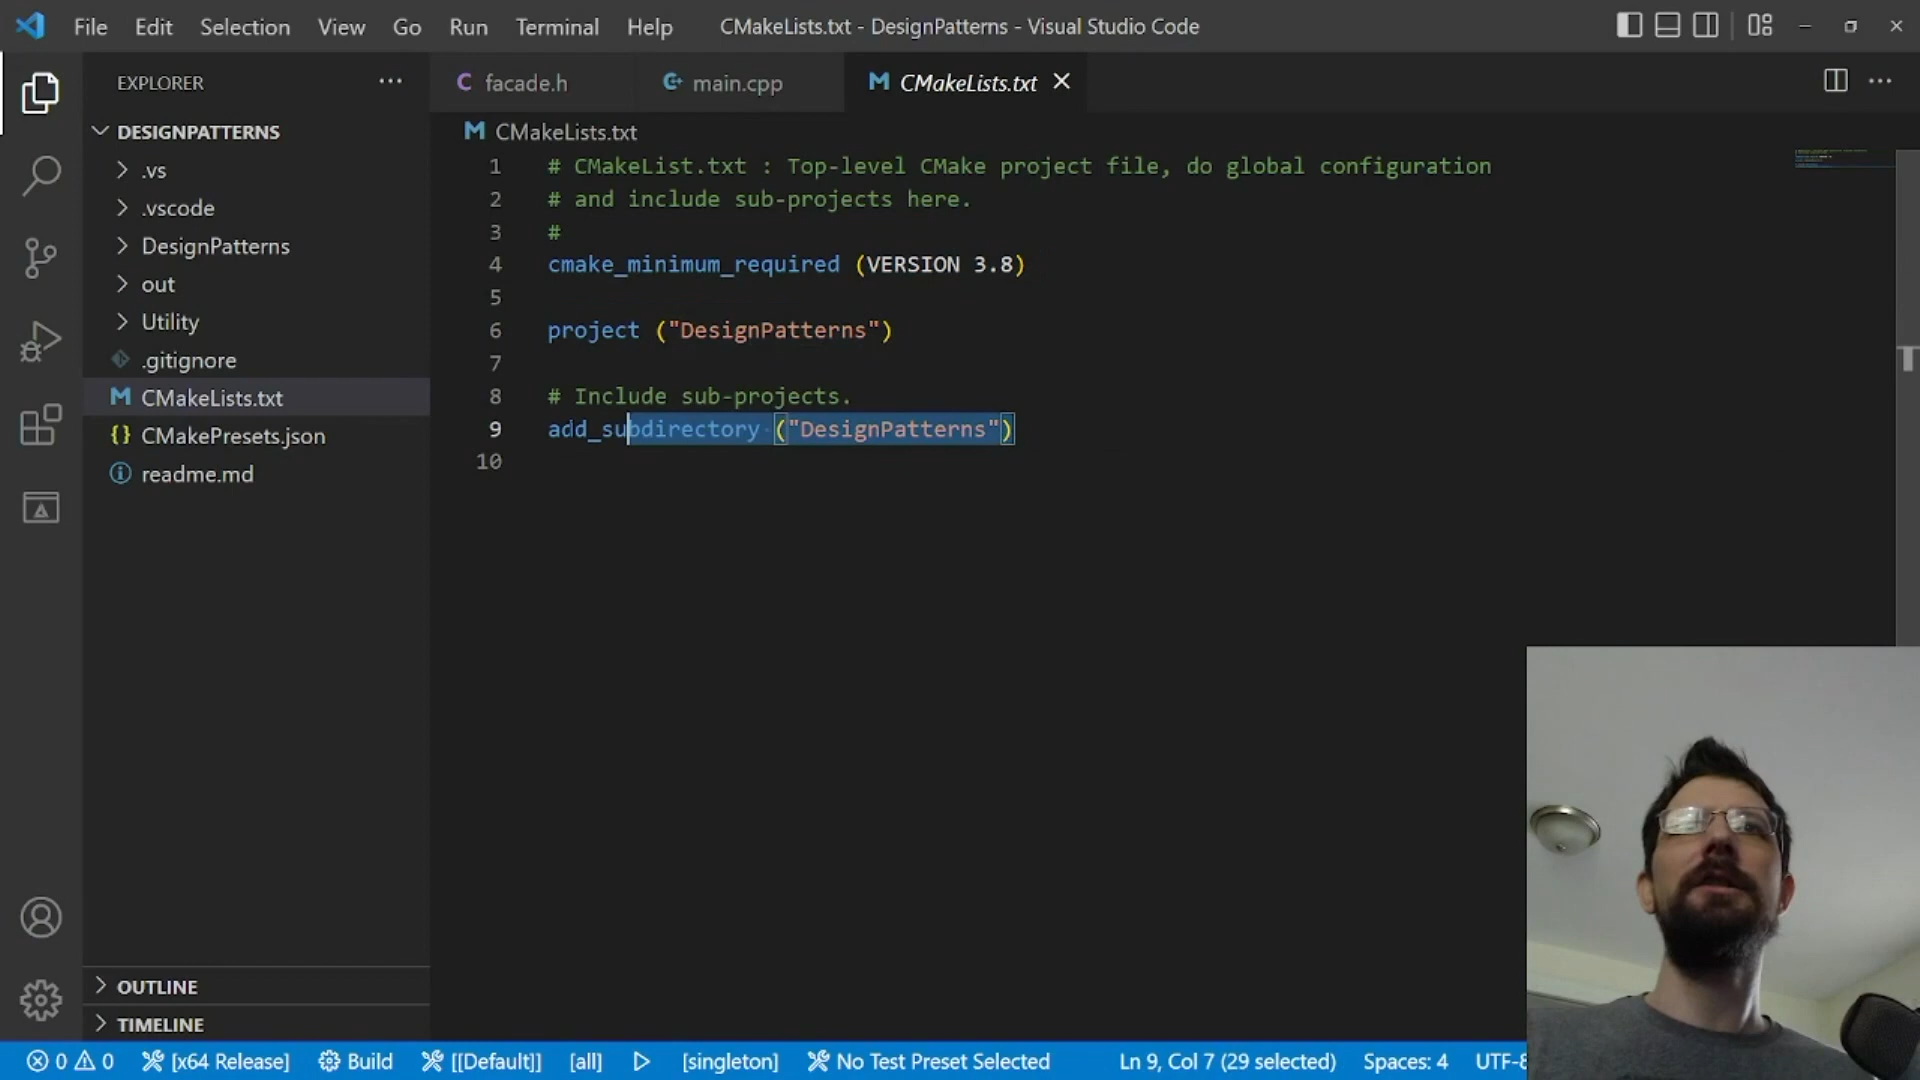 File Edit Selection View Go Run Terminal Help CMakeLists.txt - DesignPatterns - Visual Studio Code
EXPLORER
DESIGNPATTERNS
.vs
.vscode
DesignPatterns
out
Utility
.gitignore
CMakeLists.txt
CMakePresets.json
readme.md
OUTLINE
TIMELINE
facade.h main.cpp CMakeLists.txt
CMakeLists.txt
1 # CMakeList.txt : Top-level CMake project file, do global configuration
2 # and include sub-projects here.
3 #
4 cmake_minimum_required (VERSION 3.8)
5
6 project ("DesignPatterns")
7
8 # Include sub-projects.
9 add_subdirectory ("DesignPatterns")
10
0 0 [x64 Release] Build [[Default]] [all] [singleton] No Test Preset Selected Ln 9, Col 7 (29 selected) Spaces: 4 UTF-8